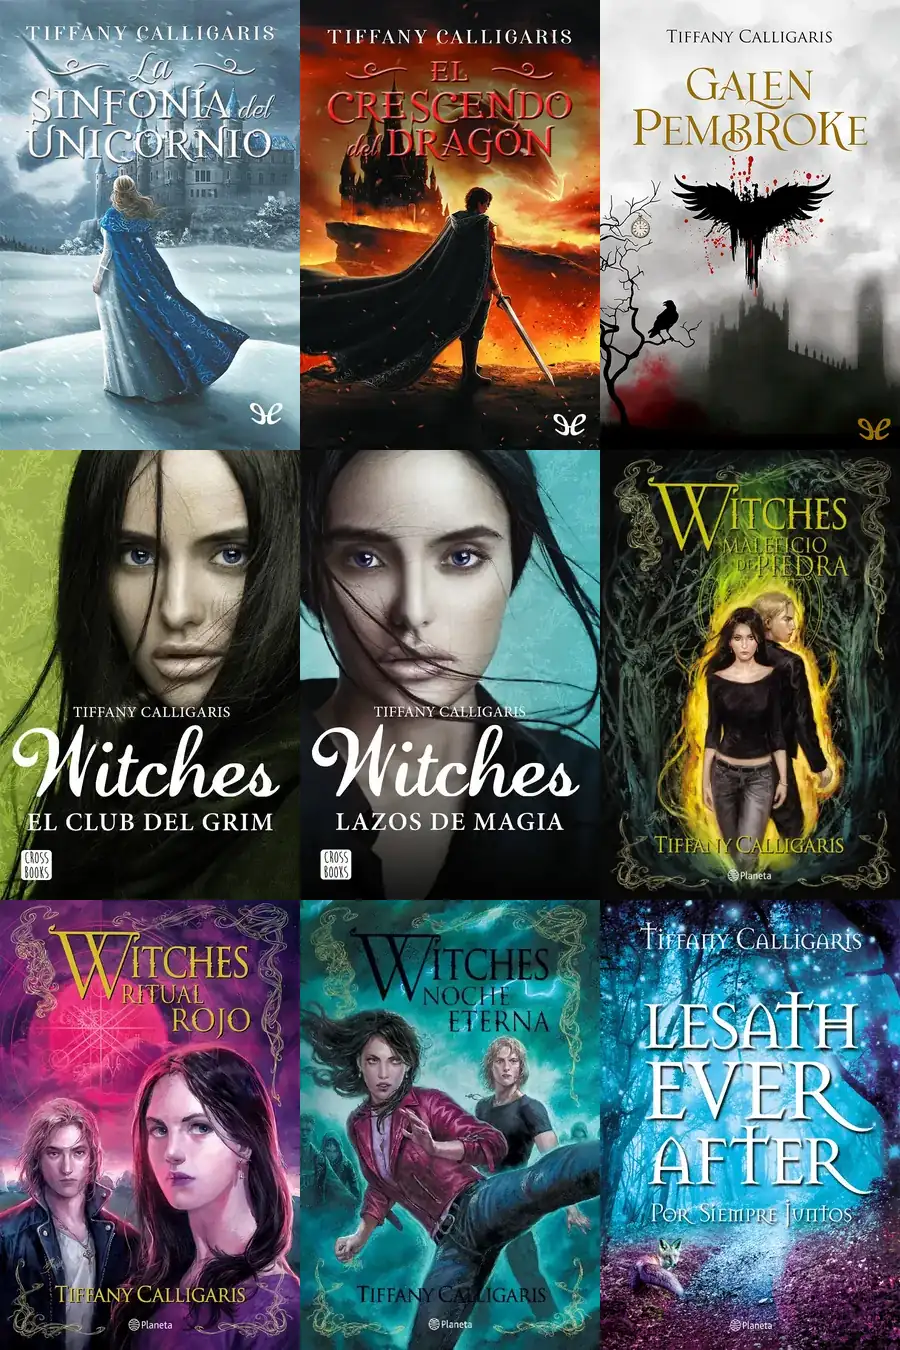 TIFFANY CALLIGARIS
La
SINFONÍA del
UNICORNIO
TIFFANY CALLIGARIS
EL
CRESCENDO
del DRAGÓN
TIFFANY CALLIGARIS
GALEN
PEMBROKE
TIFFANY CALLIGARIS
Witches
EL CLUB DEL GRIM
CROSS
BOOKS
TIFFANY CALLIGARIS
Witches
LAZOS DE MAGIA
CROSS
BOOKS
WITCHES
MALEFICIO
DE PIEDRA
TIFFANY CALLIGARIS
Planeta
WITCHES
RITUAL
ROJO
TIFFANY CALLIGARIS
Planeta
WITCHES
NOCHE
ETERNA
TIFFANY CALLIGARIS
Planeta
TIFFANY CALLIGARIS
LESATH
EVER
AFTER
POR SIEMPRE JUNTOS
Planeta